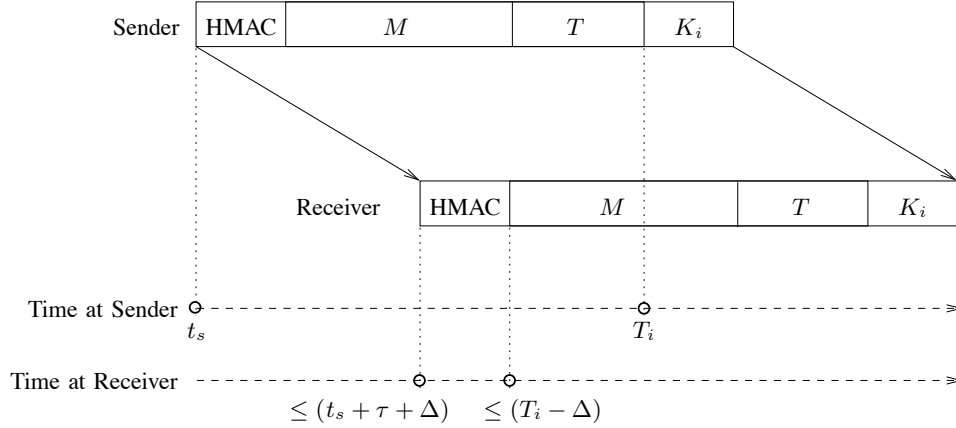 Sender HMAC M T K_i
Receiver HMAC M T K_i
Time at Sender
t_s T_i
Time at Receiver
≤ (t_s + τ + Δ) ≤ (T_i − Δ)